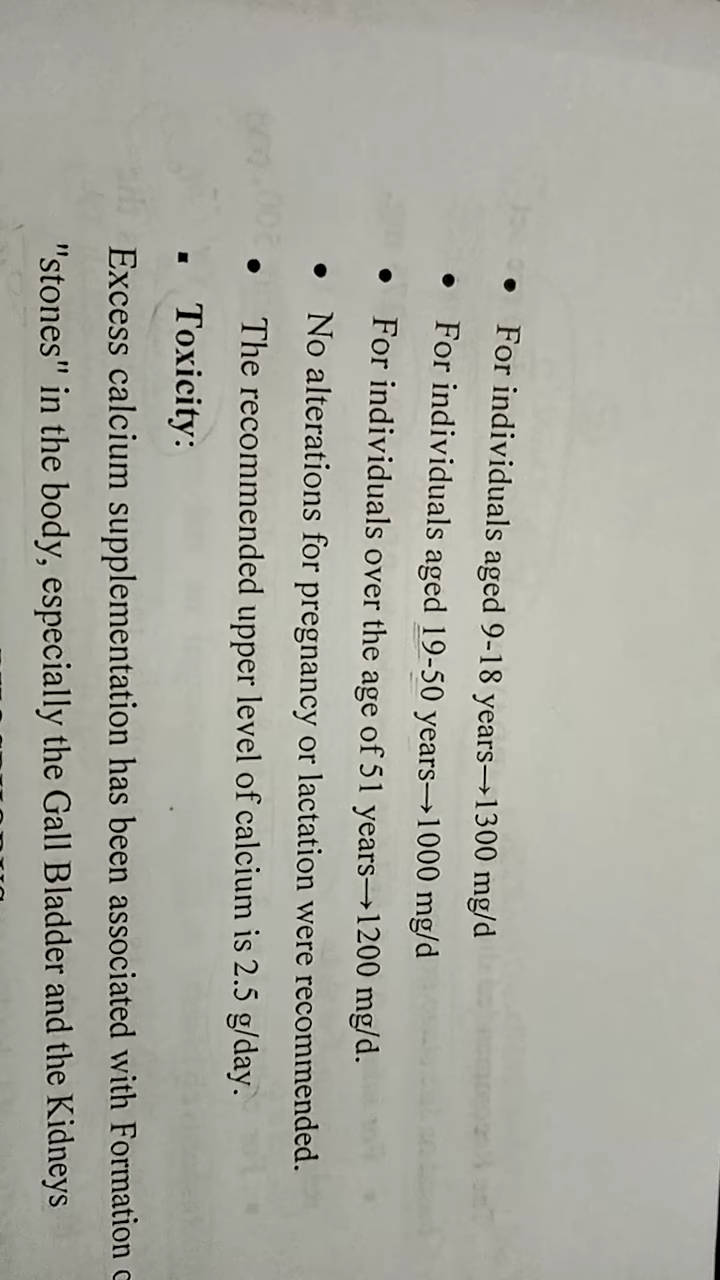 • For individuals aged 9-18 years→1300 mg/d
• For individuals aged 19-50 years→1000 mg/d
• For individuals over the age of 51 years→1200 mg/d.
• No alterations for pregnancy or lactation were recommended.
• The recommended upper level of calcium is 2.5 g/day.
▪ Toxicity:
Excess calcium supplementation has been associated with Formation
"stones" in the body, especially the Gall Bladder and the Kidneys